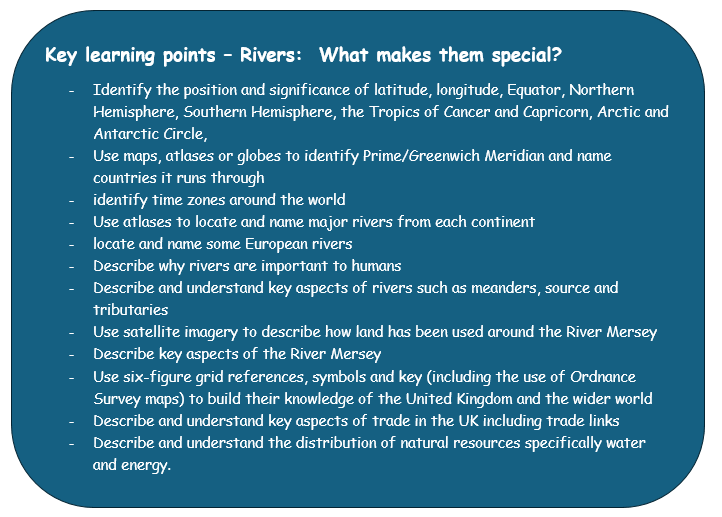 Key learning points – Rivers:  What makes them special?
- Identify the position and significance of latitude, longitude, Equator, Northern
Hemisphere, Southern Hemisphere, the Tropics of Cancer and Capricorn, Arctic and
Antarctic Circle,
- Use maps, atlases or globes to identify Prime/Greenwich Meridian and name
countries it runs through
- identify time zones around the world
- Use atlases to locate and name major rivers from each continent
- locate and name some European rivers
- Describe why rivers are important to humans
- Describe and understand key aspects of rivers such as meanders, source and
tributaries
- Use satellite imagery to describe how land has been used around the River Mersey
- Describe key aspects of the River Mersey
- Use six-figure grid references, symbols and key (including the use of Ordnance
Survey maps) to build their knowledge of the United Kingdom and the wider world
- Describe and understand key aspects of trade in the UK including trade links
- Describe and understand the distribution of natural resources specifically water
and energy.